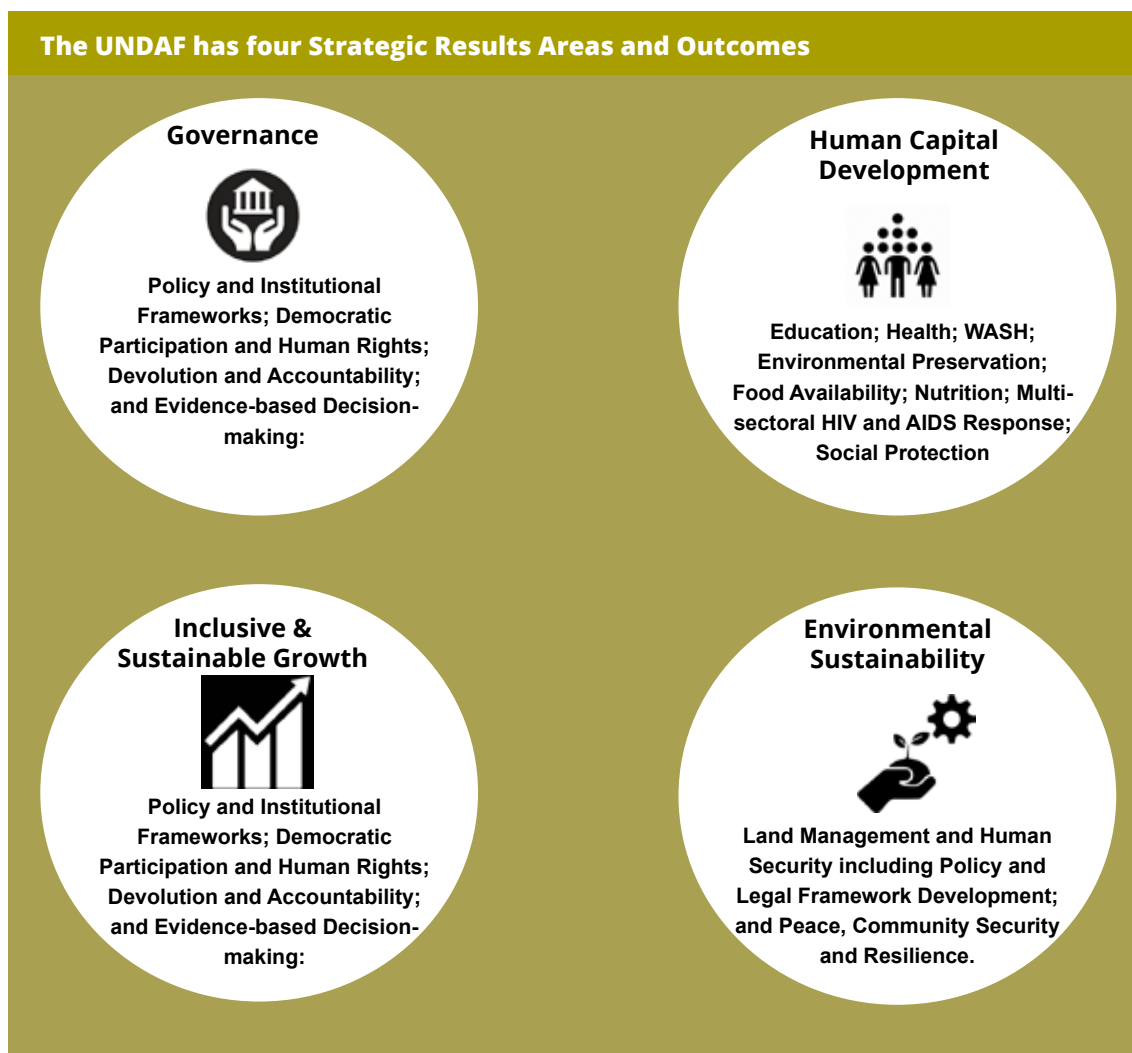 The UNDAF has four Strategic Results Areas and Outcomes
Governance
Policy and Institutional
Frameworks; Democratic
Participation and Human Rights;
Devolution and Accountability;
and Evidence-based Decision-
making:
Human Capital
Development
Education; Health; WASH;
Environmental Preservation;
Food Availability; Nutrition; Multi-
sectoral HIV and AIDS Response;
Social Protection
Inclusive &
Sustainable Growth
Policy and Institutional
Frameworks; Democratic
Participation and Human Rights;
Devolution and Accountability;
and Evidence-based Decision-
making:
Environmental
Sustainability
Land Management and Human
Security including Policy and
Legal Framework Development;
and Peace, Community Security
and Resilience.